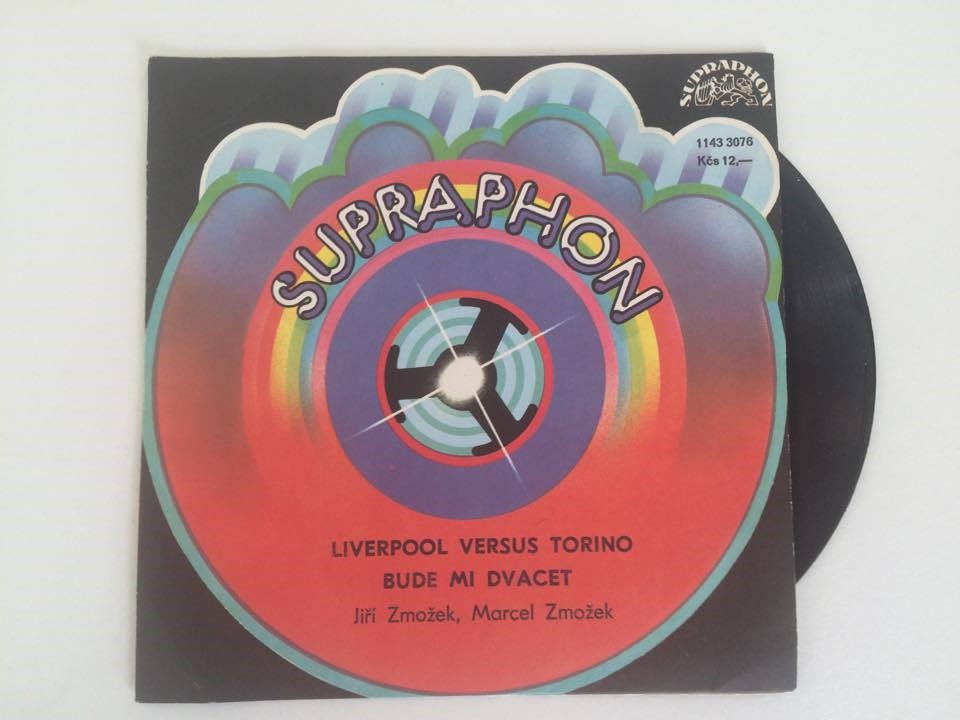 SUPRAPHON
1143 3076
Kčs 12,—
SUPRAPHON
LIVERPOOL VERSUS TORINO
BUDE MI DVACET
Jiří Zmožek, Marcel Zmožek